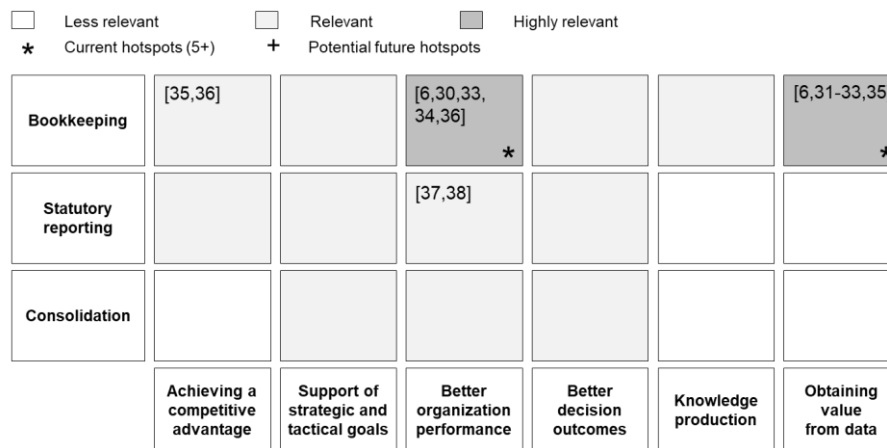 Less relevant
Relevant
Highly relevant
* Current hotspots (5+)
+ Potential future hotspots
Bookkeeping
[35,36]
[6,30,33,
34,36]
*
[6,31-33,35
*
Statutory
reporting
[37,38]
Consolidation
Achieving a
competitive
advantage
Support of
strategic and
tactical goals
Better
organization
performance
Better
decision
outcomes
Knowledge
production
Obtaining
value
from data